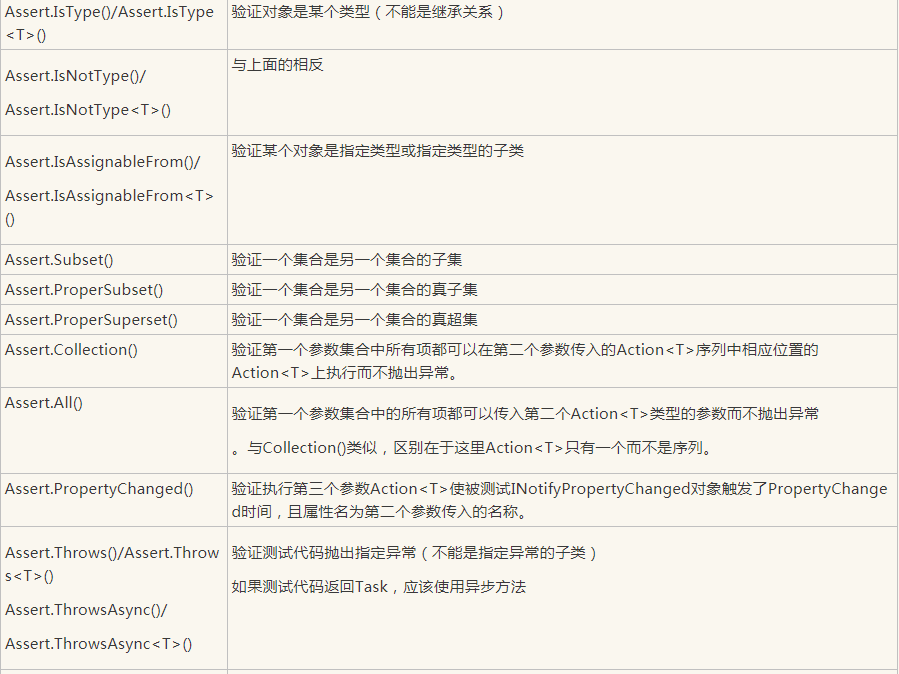 Assert.IsType()/Assert.IsType
<T>()
验证对象是某个类型（不能是继承关系）
Assert.IsNotType()/
Assert.IsNotType<T>()
与上面的相反
Assert.IsAssignableFrom()/
Assert.IsAssignableFrom<T>
()
验证某个对象是指定类型或指定类型的子类
Assert.Subset()
验证一个集合是另一个集合的子集
Assert.ProperSubset()
验证一个集合是另一个集合的真子集
Assert.ProperSuperset()
验证一个集合是另一个集合的真超集
Assert.Collection()
验证第一个参数集合中所有项都可以在第二个参数传入的Action<T>序列中相应位置的
Action<T>上执行而不抛出异常。
Assert.All()
验证第一个参数集合中的所有项都可以传入第二个Action<T>类型的参数而不抛出异常
。与Collection()类似，区别在于这里Action<T>只有一个而不是序列。
Assert.PropertyChanged()
验证执行第三个参数Action<T>使被测试INotifyPropertyChanged对象触发了PropertyChange
d时间，且属性名为第二个参数传入的名称。
Assert.Throws()/Assert.Throw
s<T>()
Assert.ThrowsAsync()/
Assert.ThrowsAsync<T>()
验证测试代码抛出指定异常（不能是指定异常的子类）
如果测试代码返回Task，应该使用异步方法